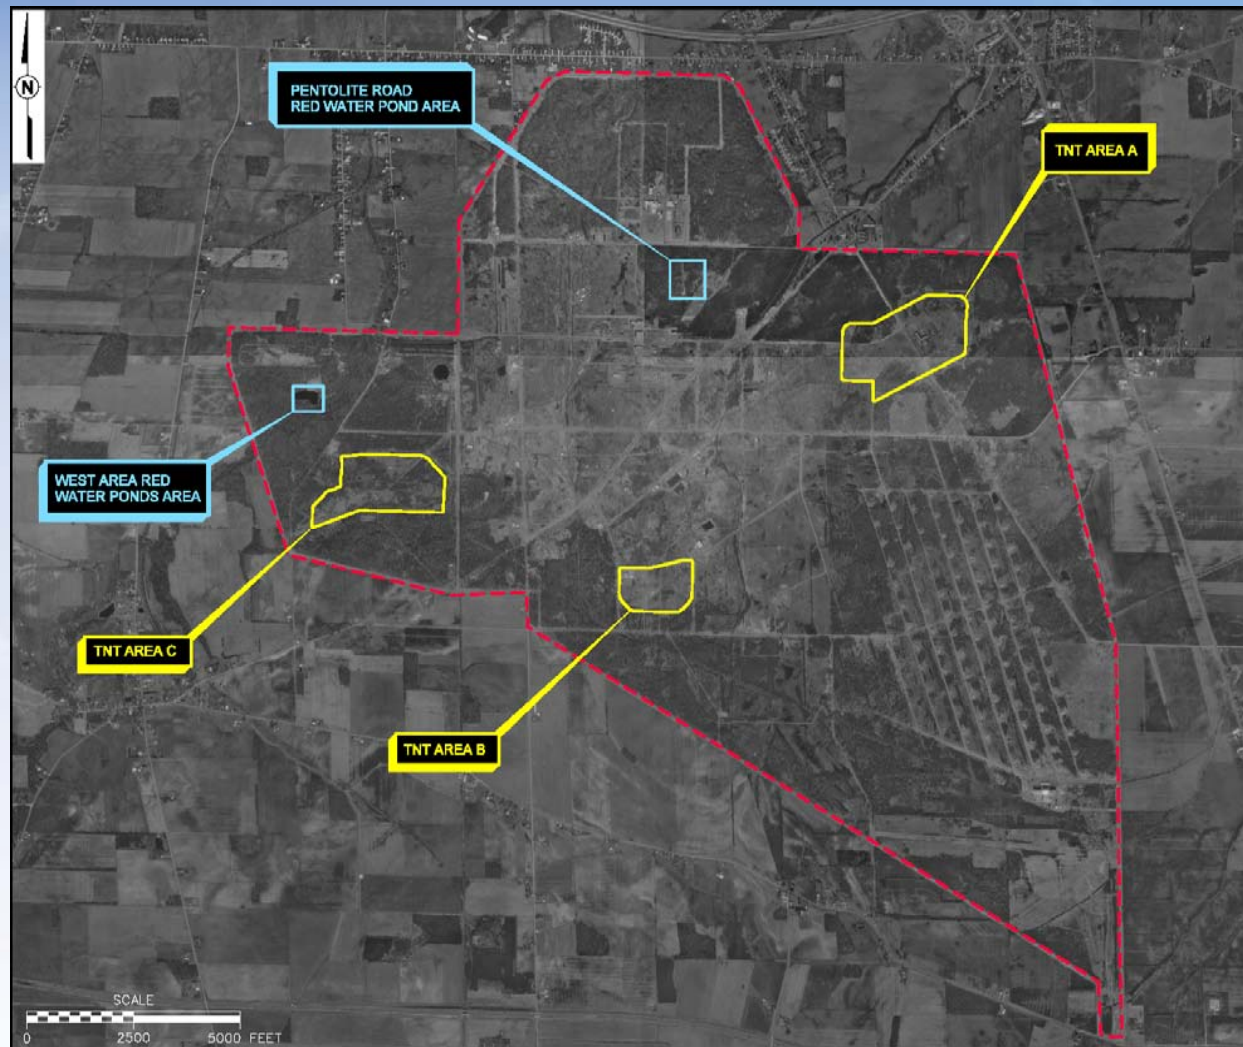 N
PENTOLITE ROAD
RED WATER POND AREA
TNT AREA A
WEST AREA RED
WATER PONDS AREA
TNT AREA C
TNT AREA B
SCALE
0 2500 5000 FEET